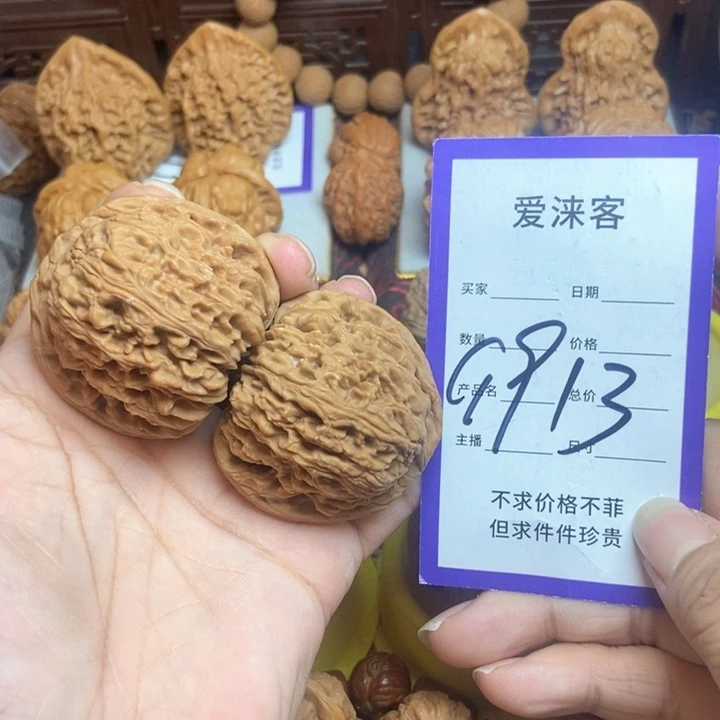 爱涞客
买家 日期
数量 价格
产品名 总价
主播 尺寸
9913
不求价格不菲
但求件件珍贵